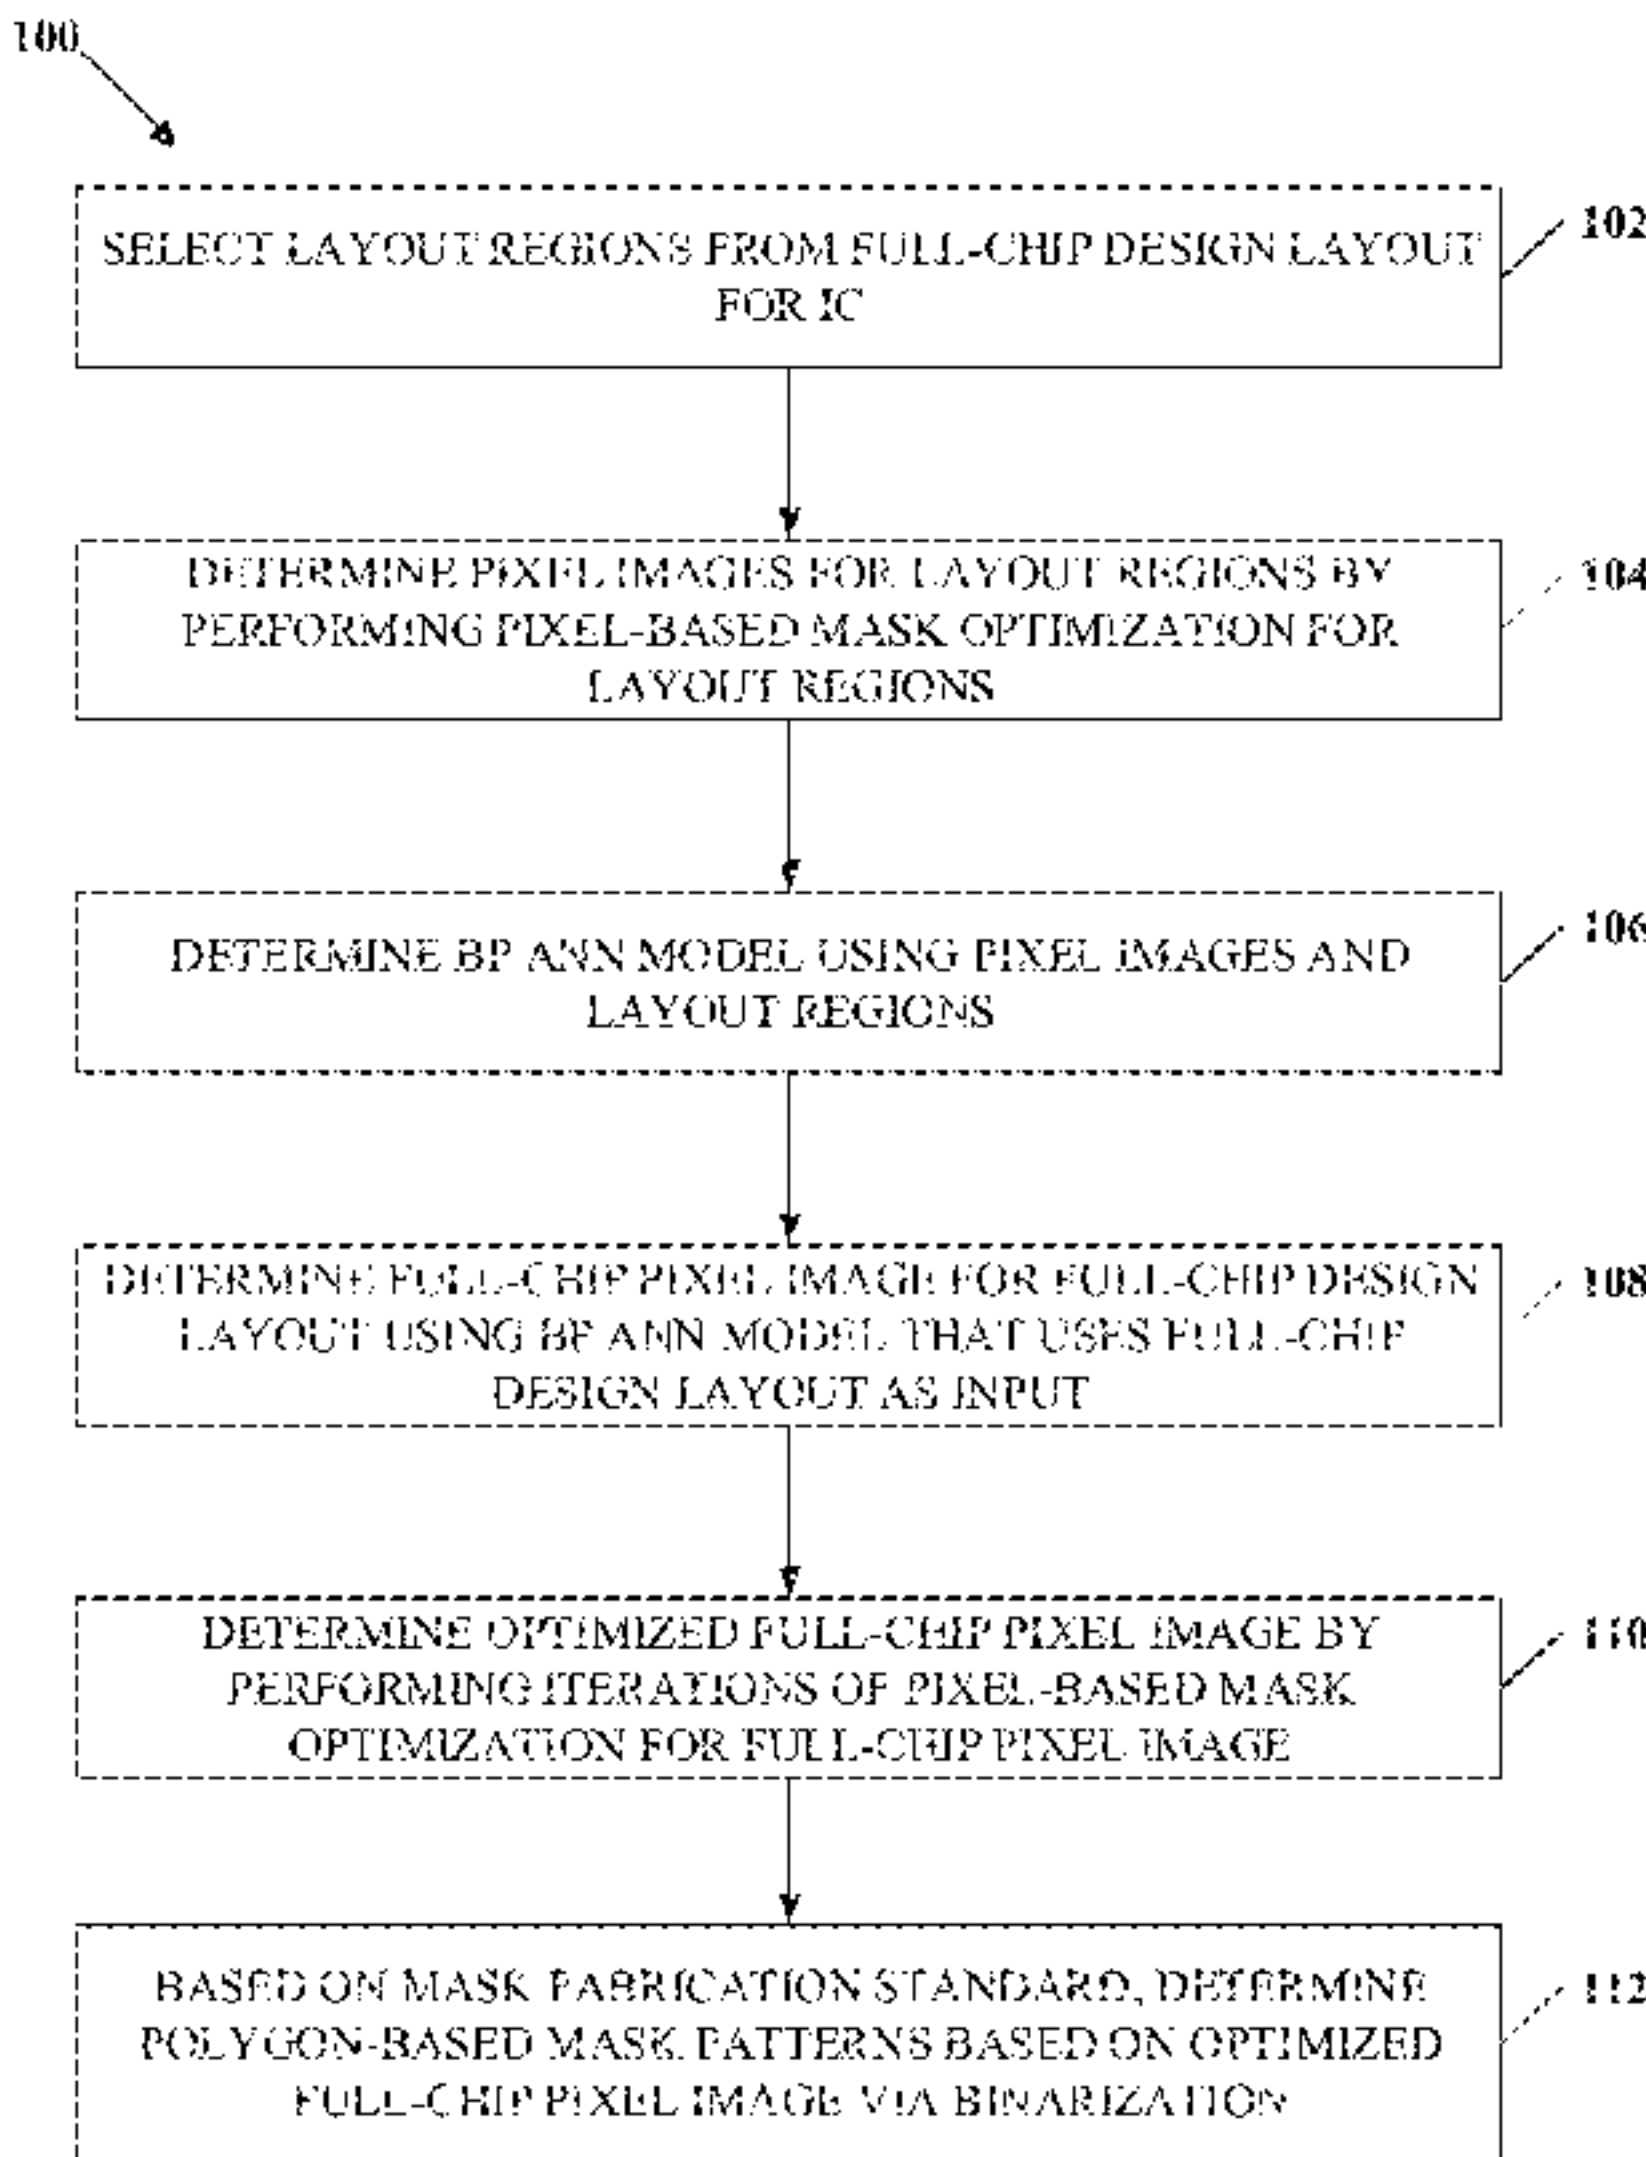 100
SELECT LAYOUT REGIONS FROM FULL-CHIP DESIGN LAYOUT
FOR IC
102
DETERMINE PIXEL IMAGES FOR LAYOUT REGIONS BY
PERFORMING PIXEL-BASED MASK OPTIMIZATION FOR
LAYOUT REGIONS
104
DETERMINE BP ANN MODEL USING PIXEL IMAGES AND
LAYOUT REGIONS
106
DETERMINE FULL-CHIP PIXEL IMAGE FOR FULL-CHIP DESIGN
LAYOUT USING BP ANN MODEL THAT USES FULL-CHIP
DESIGN LAYOUT AS INPUT
108
DETERMINE OPTIMIZED FULL-CHIP PIXEL IMAGE BY
PERFORMING ITERATIONS OF PIXEL-BASED MASK
OPTIMIZATION FOR FULL-CHIP PIXEL IMAGE
110
BASED ON MASK FABRICATION STANDARD, DETERMINE
POLYGON-BASED MASK PATTERNS BASED ON OPTIMIZED
FULL-CHIP PIXEL IMAGE VIA BINARIZATION
112